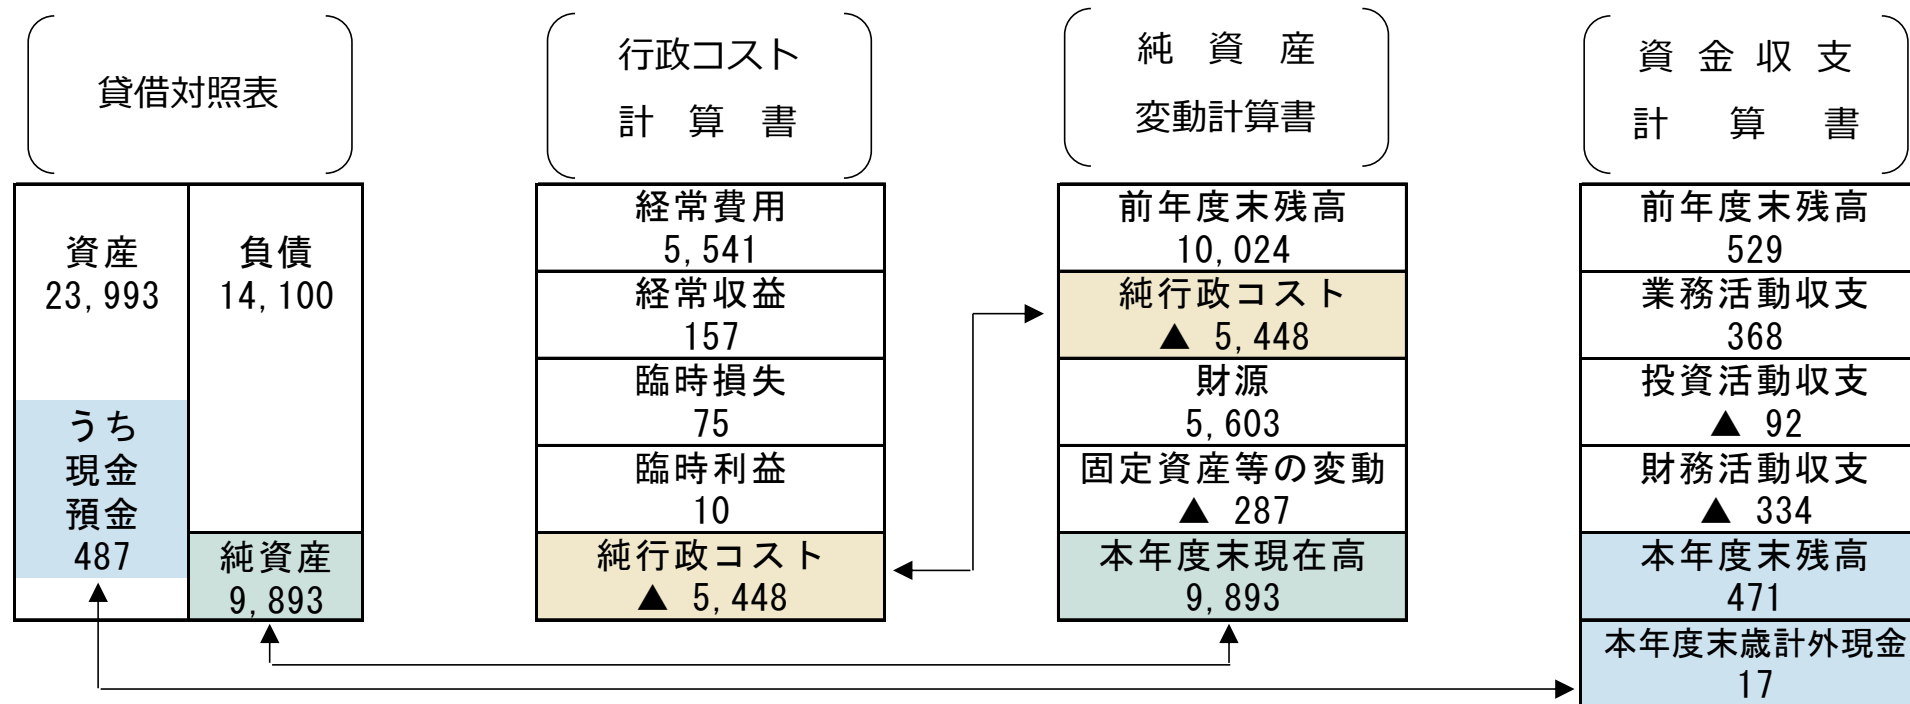 貸借対照表
資産
23,993
うち
現金
預金
487
負債
14,100
純資産
9,893
行政コスト
計 算 書
経常費用
5,541
経常収益
157
臨時損失
75
臨時利益
10
純行政コスト
▲ 5,448
純 資 産
変動計算書
前年度末残高
10,024
純行政コスト
▲ 5,448
財源
5,603
固定資産等の変動
▲ 287
本年度末現在高
9,893
資 金 収 支
計 算 書
前年度末残高
529
業務活動収支
368
投資活動収支
▲ 92
財務活動収支
▲ 334
本年度末残高
471
本年度末歳計外現金
17